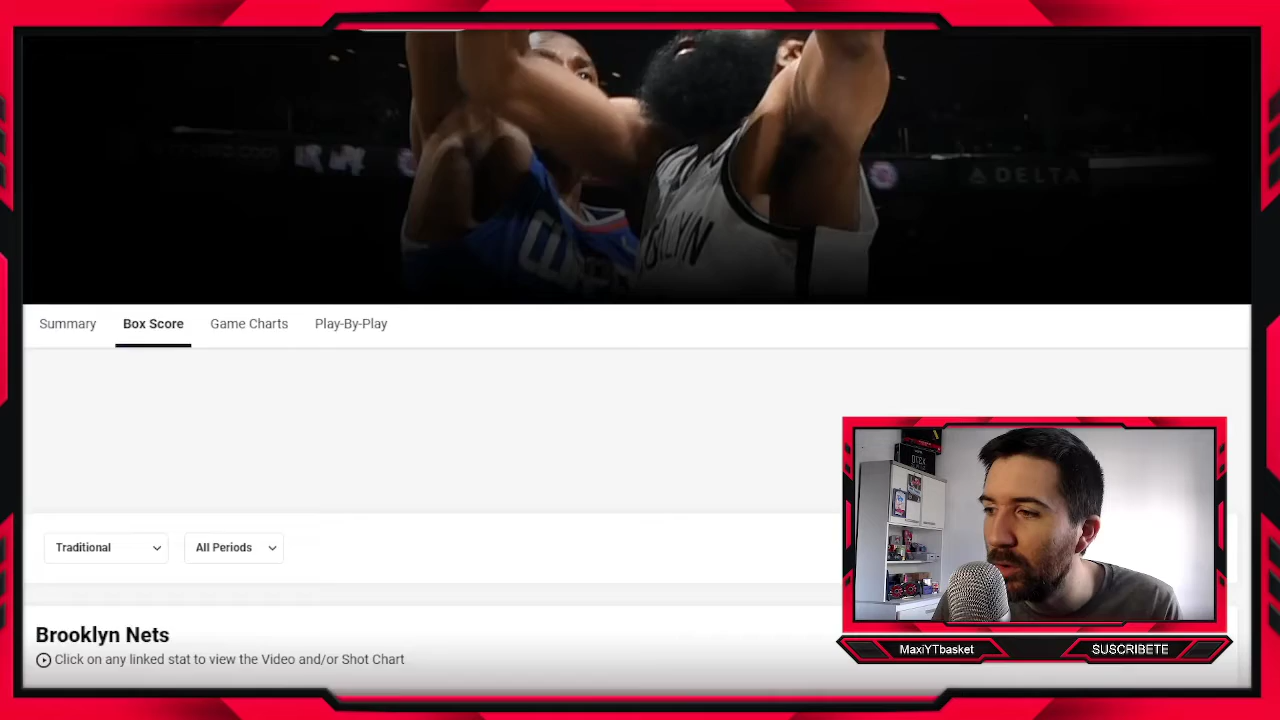 DELTA
Summary Box Score Game Charts Play-By-Play
Traditional All Periods
Brooklyn Nets
Click on any linked stat to view the Video and/or Shot Chart
MaxiYTbasket SUSCRIBETE